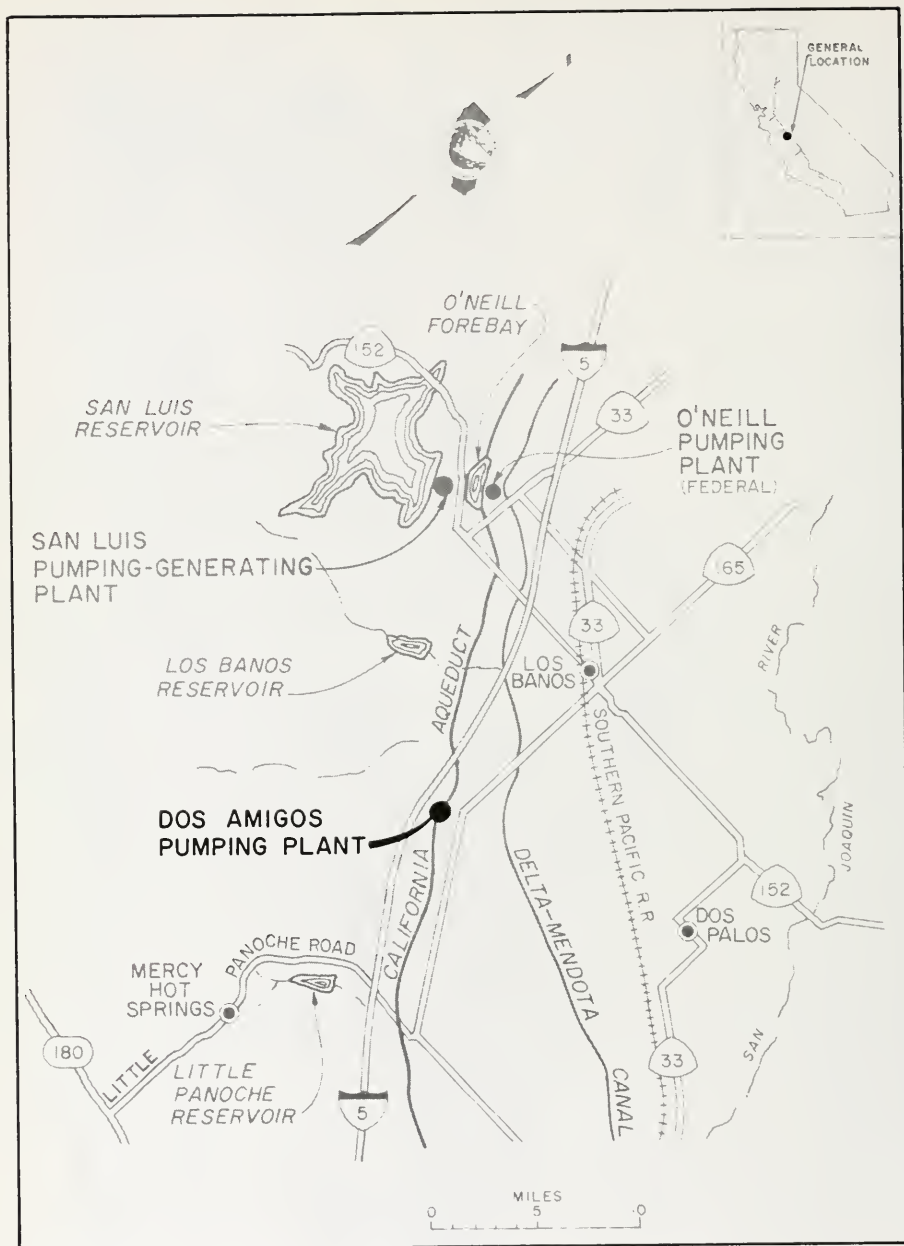 GENERAL
LOCATION
O'NEILL
FOREBAY
152
5
SAN LUIS
RESERVOIR
33
O'NEILL
PUMPING
PLANT
(FEDERAL)
SAN LUIS
PUMPING-GENERATING
PLANT
165
33
LOS BANOS
RESERVOIR
AQUEDUCT
LOS
BANOS
RIVER
SOUTHERN PACIFIC R.R
DOS AMIGOS
PUMPING PLANT
JOAQUIN
CALIFORNIA
DELTA-MENDOTA
152
DOS
PALOS
PANOCHE ROAD
MERCY
HOT
SPRINGS
180
LITTLE
LITTLE
PANOCHE
RESERVOIR
5
33
SAN
CANAL
MILES
0 5 .0